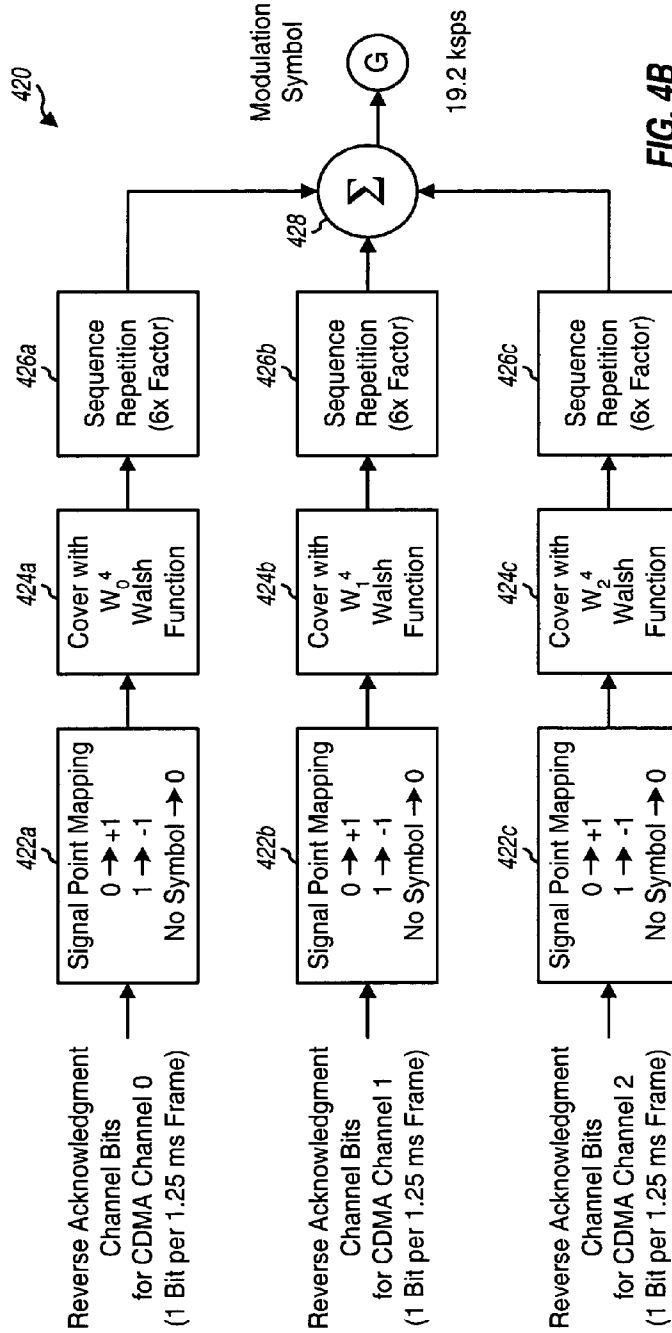 420
Reverse Acknowledgment
Channel Bits
for CDMA Channel 0
(1 Bit per 1.25 ms Frame)
422a
Signal Point Mapping
0 → +1
1 → -1
No Symbol → 0
424a
Cover with
W₀⁴
Walsh
Function
426a
Sequence
Repetition
(6x Factor)
Reverse Acknowledgment
Channel Bits
for CDMA Channel 1
(1 Bit per 1.25 ms Frame)
422b
Signal Point Mapping
0 → +1
1 → -1
No Symbol → 0
424b
Cover with
W₁⁴
Walsh
Function
426b
Sequence
Repetition
(6x Factor)
428
Σ
Modulation
Symbol
G
19.2 ksps
Reverse Acknowledgment
Channel Bits
for CDMA Channel 2
(1 Bit per 1.25 ms Frame)
422c
Signal Point Mapping
0 → +1
1 → -1
No Symbol → 0
424c
Cover with
W₂⁴
Walsh
Function
426c
Sequence
Repetition
(6x Factor)
FIG. 4B